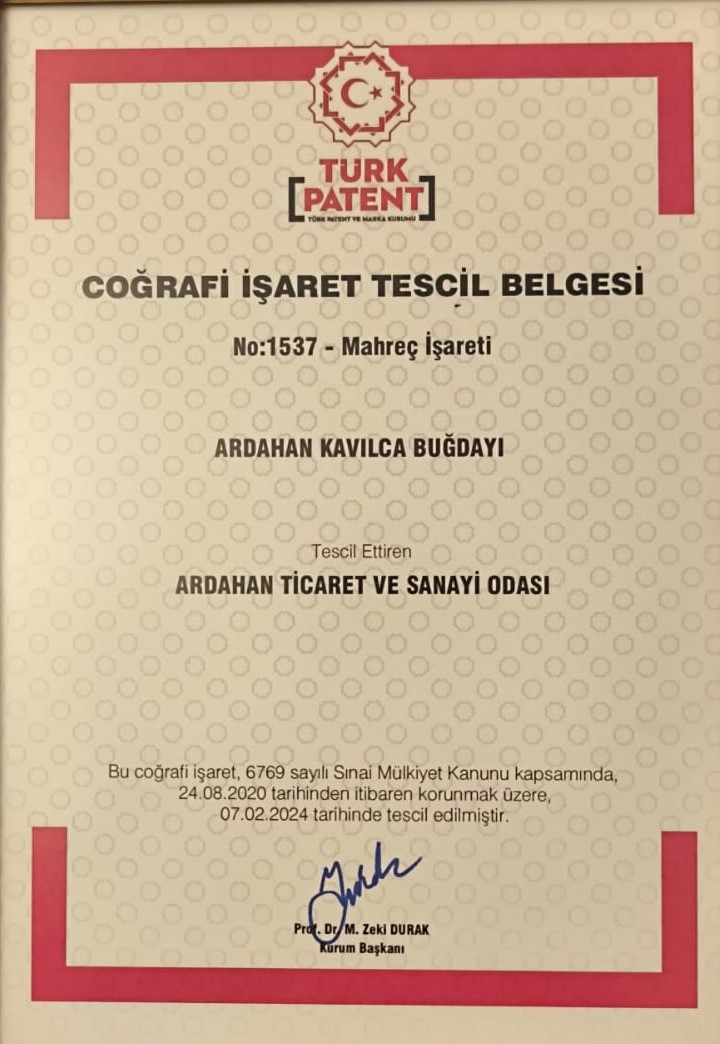 TÜRK
PATENT
TÜRK PATENT VE MARKA KURUMU
COĞRAFİ İŞARET TESCİL BELGESİ
No:1537 - Mahreç İşareti
ARDAHAN KAVILCA BUĞDAYI
Tescil Ettiren
ARDAHAN TİCARET VE SANAYİ ODASI
Bu coğrafi işaret, 6769 sayılı Sınai Mülkiyet Kanunu kapsamında,
24.08.2020 tarihinden itibaren korunmak üzere,
07.02.2024 tarihinde tescil edilmiştir.
Prof. Dr. M. Zeki DURAK
Kurum Başkanı